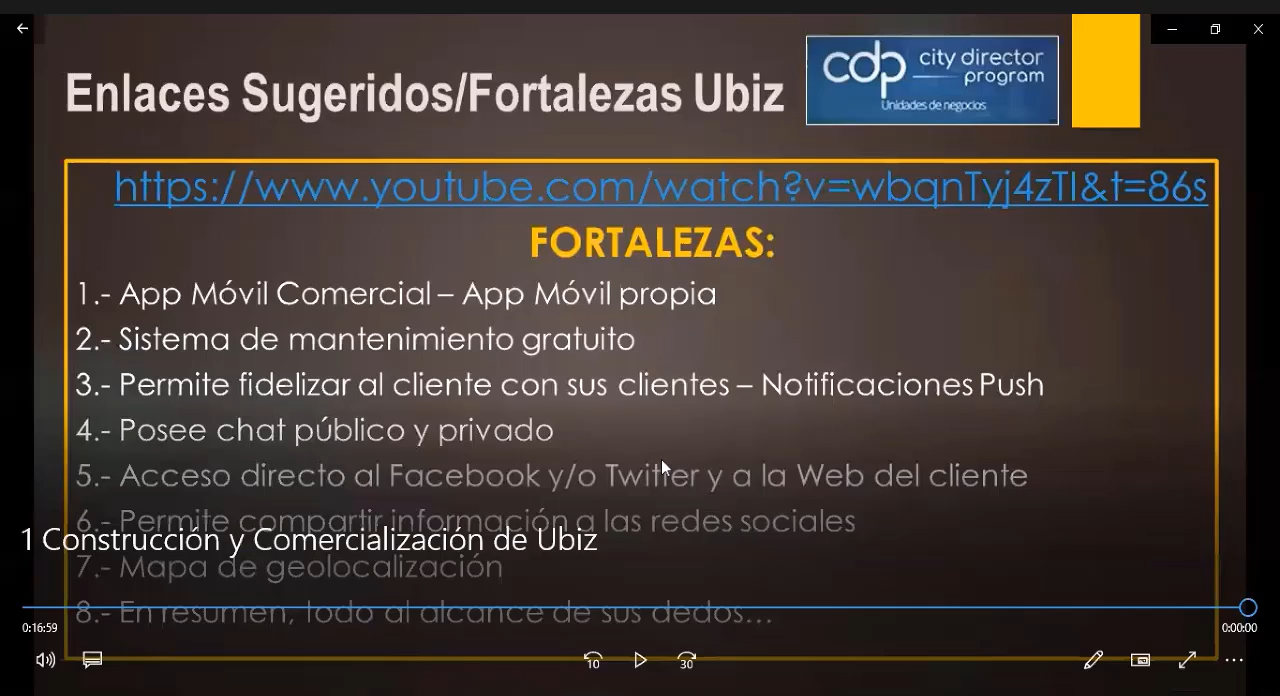 Enlaces Sugeridos/Fortalezas Ubiz
cdp city director program
Unidades de negocios
https://www.youtube.com/watch?v=wbqnTyj4zTI&t=86s
FORTALEZAS:
1.- App Móvil Comercial – App Móvil propia
2.- Sistema de mantenimiento gratuito
3.- Permite fidelizar al cliente con sus clientes – Notificaciones Push
4.- Posee chat público y privado
5.- Acceso directo al Facebook y/o Twitter y a la Web del cliente
6.- Permite compartir información a las redes sociales
1 Construcción y Comercialización de Ubiz
7.- Mapa de geolocalización
8.- En resumen, todo al alcance de sus dedos...
0:16:59
0:00:00
10
30